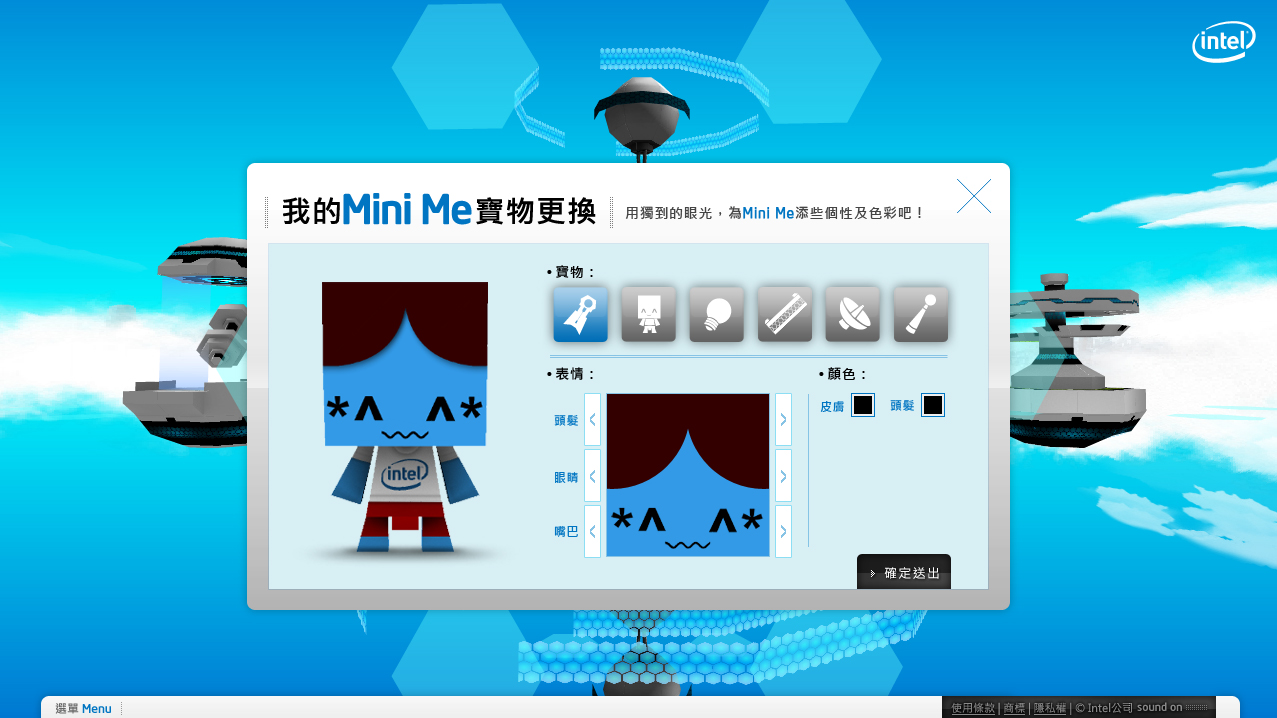 intel
我的Mini Me寶物更換
用獨到的眼光，為Mini Me添些個性及色彩吧！
• 寶物：
• 表情：
• 顏色：
頭髮
眼睛
嘴巴
皮膚
頭髮
intel
確定送出
選單 Menu
使用條款 | 商標 | 隱私權 | © Intel公司 sound on